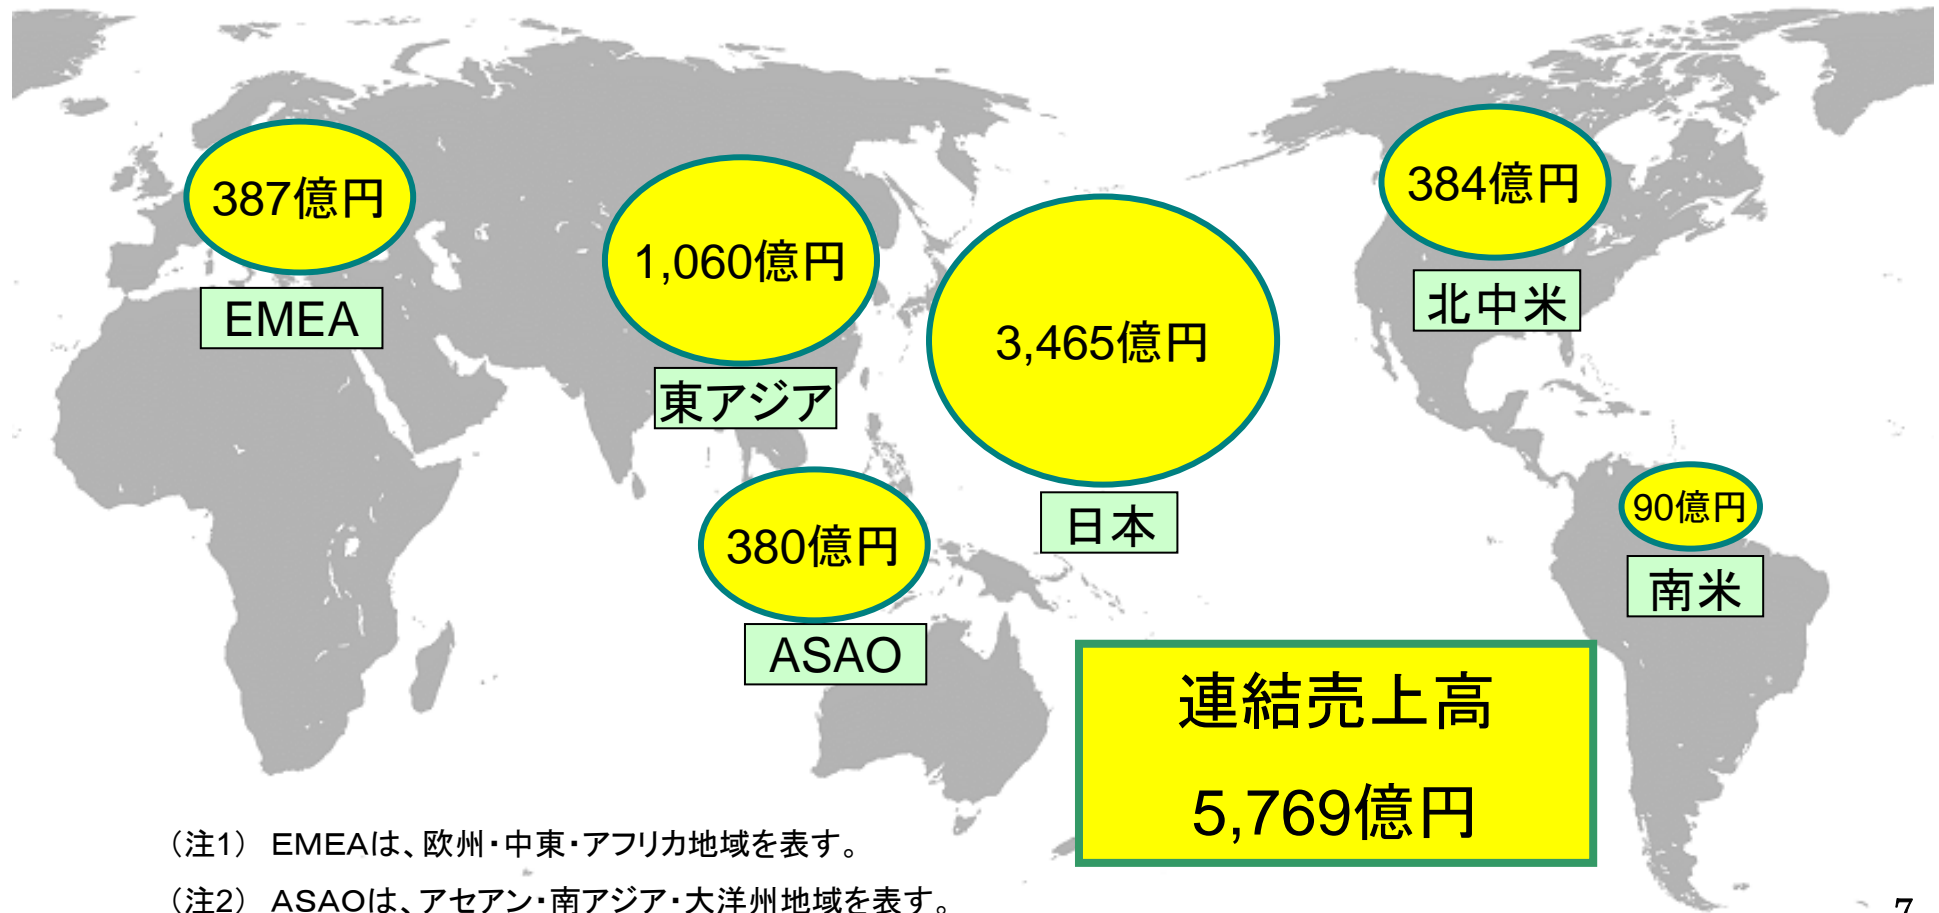 387億円
EMEA
1,060億円
東アジア
3,465億円
日本
384億円
北中米
380億円
ASAO
90億円
南米
連結売上高
5,769億円
（注1） EMEAは、欧州・中東・アフリカ地域を表す。
（注2） ASAOは、アセアン・南アジア・大洋州地域を表す。
7